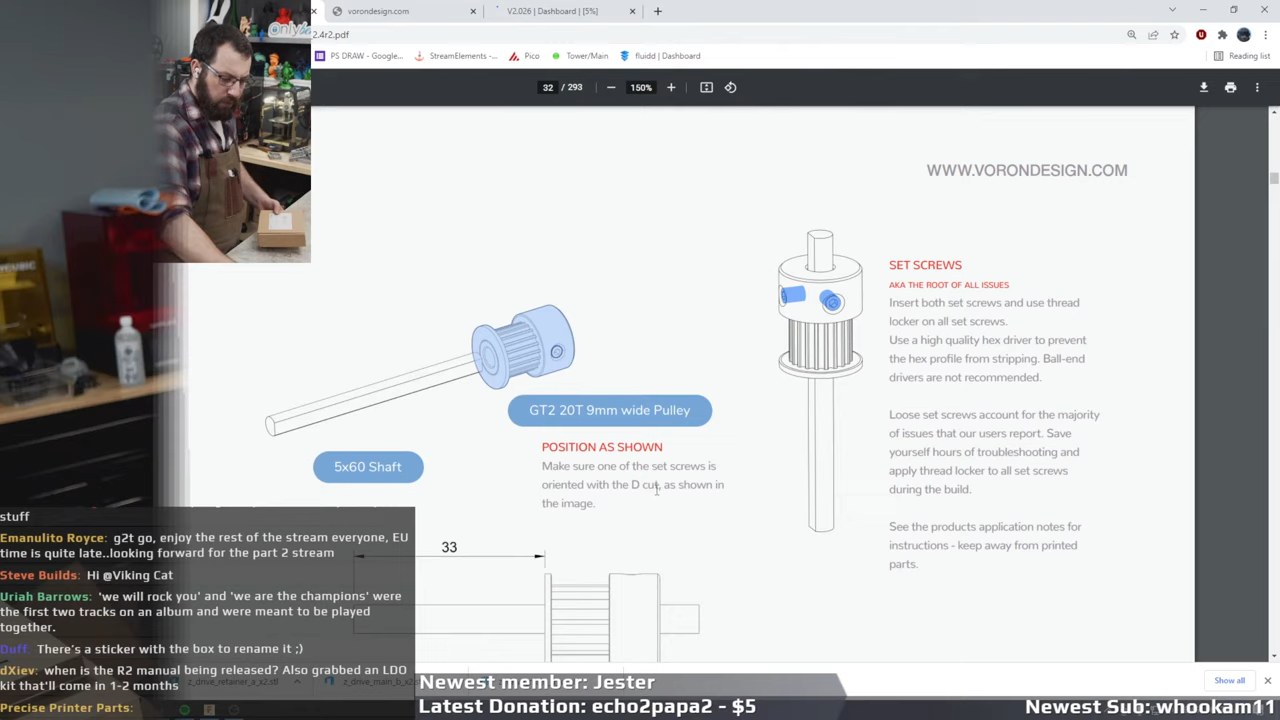 vorondesign.com
V2.026 | Dashboard | [5%]
2.4r2.pdf
PS DRAW - Google...
StreamElements -...
Pico
Tower/Main
fluidd | Dashboard
Reading list
32 / 293
150%
WWW.VORONDESIGN.COM
SET SCREWS
AKA THE ROOT OF ALL ISSUES
Insert both set screws and use thread
locker on all set screws.
Use a high quality hex driver to prevent
the hex profile from stripping. Ball-end
drivers are not recommended.
Loose set screws account for the majority
of issues that our users report. Save
yourself hours of troubleshooting and
apply thread locker to all set screws
during the build.
See the products application notes for
instructions - keep away from printed
parts.
GT2 20T 9mm wide Pulley
POSITION AS SHOWN
Make sure one of the set screws is
oriented with the D cut, as shown in
the image.
5x60 Shaft
33
stuff
Emanulito Royce: g2t go, enjoy the rest of the stream everyone, EU
time is quite late..looking forward for the part 2 stream
Steve Builds: Hi @Viking Cat
Uriah Barrows: 'we will rock you' and 'we are the champions' were
the first two tracks on an album and were meant to be played
together.
Duff: There's a sticker with the box to rename it ;)
dXiev: when is the R2 manual being released? Also grabbed an LDO
kit that'll come in 1-2 months
Precise Printer Parts:
z_drive_retainer_a_x2.stl
z_drive_main_b_x2
Show all
Newest member: Jester
Latest Donation: echo2papa2 - $5
Newest Sub: whookam11